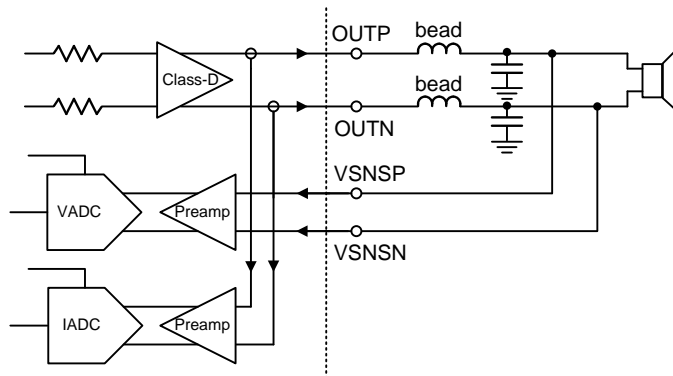 OUTP
bead
Class-D
bead
OUTN
VSNSP
VADC
Preamp
VSNSN
IADC
Preamp